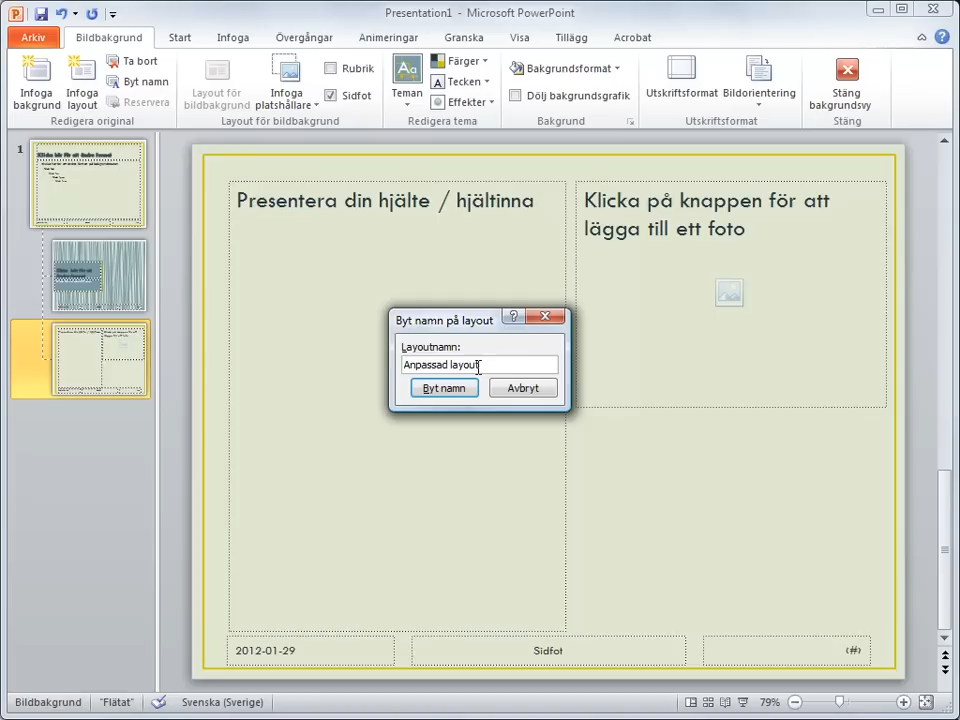 Presentation1 - Microsoft PowerPoint
Arkiv Bildbakgrund Start Infoga Övergångar Animeringar Granska Visa Tillägg Acrobat
Infoga bakgrund
Infoga layout
Ta bort
Byt namn
Reservera
Redigera original
Layout för bildbakgrund
Infoga platshållare
Rubrik
Sidfot
Layout för bildbakgrund
Aa
Teman
Färger
A Tecken
Effekter
Redigera tema
Bakgrundsformat
Dölj bakgrundsgrafik
Bakgrund
Utskriftsformat
Bildorientering
Utskriftsformat
Stäng bakgrundsvy
Stäng
1
Presentera din hjälte / hjältinna
Klicka på knappen för att
lägga till ett foto
Byt namn på layout
Layoutnamn:
Anpassad layout
Byt namn Avbryt
2012-01-29 Sidfot (#)
Bildbakgrund "Flätat" Svenska (Sverige) 79%